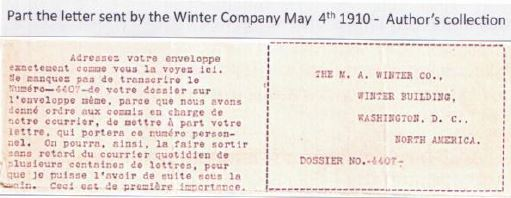 Part the letter sent by the Winter Company May 4th 1910 - Author's collection
Adressez votre enveloppe
exactement comme vous la voyez ici.
Ne manquez pas de transcrire le
Numéro-4407-de votre dossier sur
l'enveloppe même, parce que nous avons
donné ordre aux commis en charge de
notre courrier, de mettre à part votre
lettre, qui portera ce numéro person-
nel. On pourra, ainsi, la faire sortir
sans retard du courrier quotidien de
plusieurs centaines de lettres, pour
que je puisse l'avoir de suite sous la
main. Ceci est de première importance.
THE M. A. WINTER CO.,
WINTER BUILDING,
WASHINGTON, D. C.,
NORTH AMERICA.
DOSSIER NO.-4407-